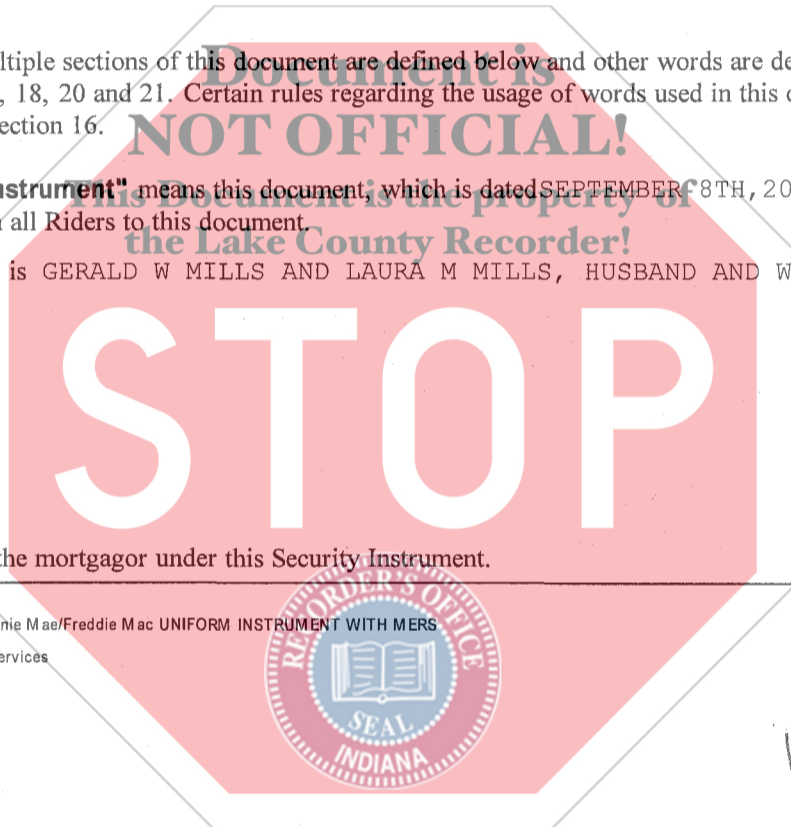 ltiple sections of this document are defined below and other words are de
Document is
, 18, 20 and 21. Certain rules regarding the usage of words used in this
ection 16.
NOT OFFICIAL!
nstrument" means this document, which is dated SEPTEMBER 8TH, 20
This Document is the property of
all Riders to this document.
the Lake County Recorder!
is GERALD W MILLS AND LAURA M MILLS, HUSBAND AND W
STOP
he mortgagor under this Security Instrument.
nie Mae/Freddie Mac UNIFORM INSTRUMENT WITH MERS
ervices
RECORDER'S OFFICE
SEAL
INDIANA